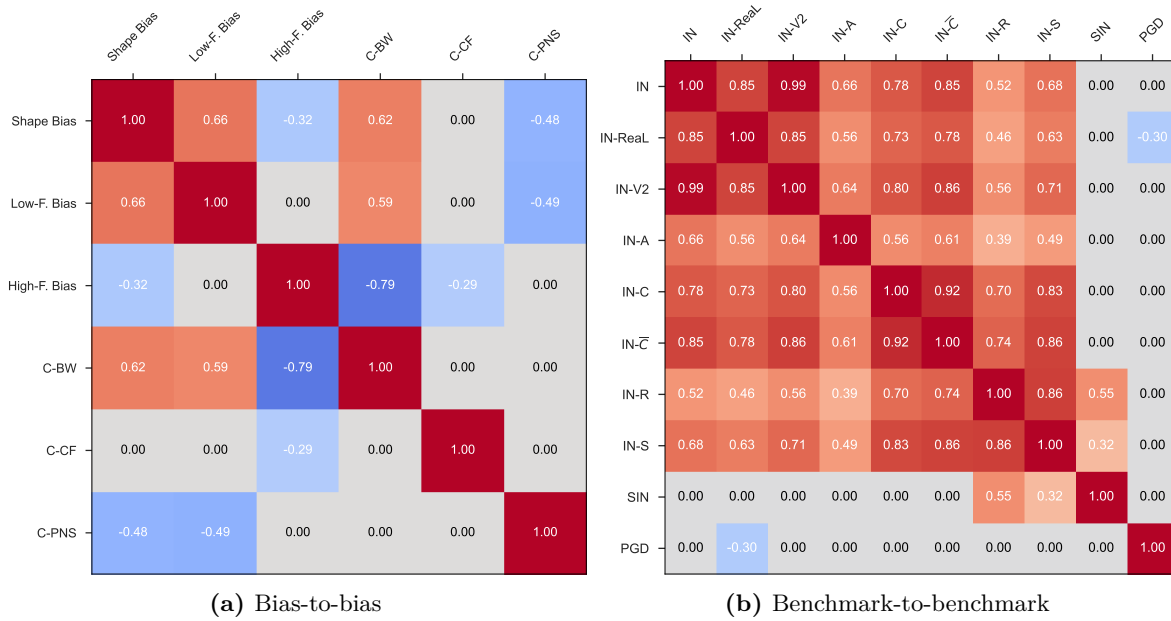 Shape Bias Low-F. Bias High-F. Bias C-BW C-CF C-PNS
Shape Bias 1.00 0.66 -0.32 0.62 0.00 -0.48
Low-F. Bias 0.66 1.00 0.00 0.59 0.00 -0.49
High-F. Bias -0.32 0.00 1.00 -0.79 -0.29 0.00
C-BW 0.62 0.59 -0.79 1.00 0.00 0.00
C-CF 0.00 0.00 -0.29 0.00 1.00 0.00
C-PNS -0.48 -0.49 0.00 0.00 0.00 1.00
(a) Bias-to-bias
IN IN-ReaL IN-V2 IN-A IN-C IN-C̅ IN-R IN-S SIN PGD
IN 1.00 0.85 0.99 0.66 0.78 0.85 0.52 0.68 0.00 0.00
IN-ReaL 0.85 1.00 0.85 0.56 0.73 0.78 0.46 0.63 0.00 -0.30
IN-V2 0.99 0.85 1.00 0.64 0.80 0.86 0.56 0.71 0.00 0.00
IN-A 0.66 0.56 0.64 1.00 0.56 0.61 0.39 0.49 0.00 0.00
IN-C 0.78 0.73 0.80 0.56 1.00 0.92 0.70 0.83 0.00 0.00
IN-C̅ 0.85 0.78 0.86 0.61 0.92 1.00 0.74 0.86 0.00 0.00
IN-R 0.52 0.46 0.56 0.39 0.70 0.74 1.00 0.86 0.55 0.00
IN-S 0.68 0.63 0.71 0.49 0.83 0.86 0.86 1.00 0.32 0.00
SIN 0.00 0.00 0.00 0.00 0.00 0.00 0.55 0.32 1.00 0.00
PGD 0.00 -0.30 0.00 0.00 0.00 0.00 0.00 0.00 0.00 1.00
(b) Benchmark-to-benchmark